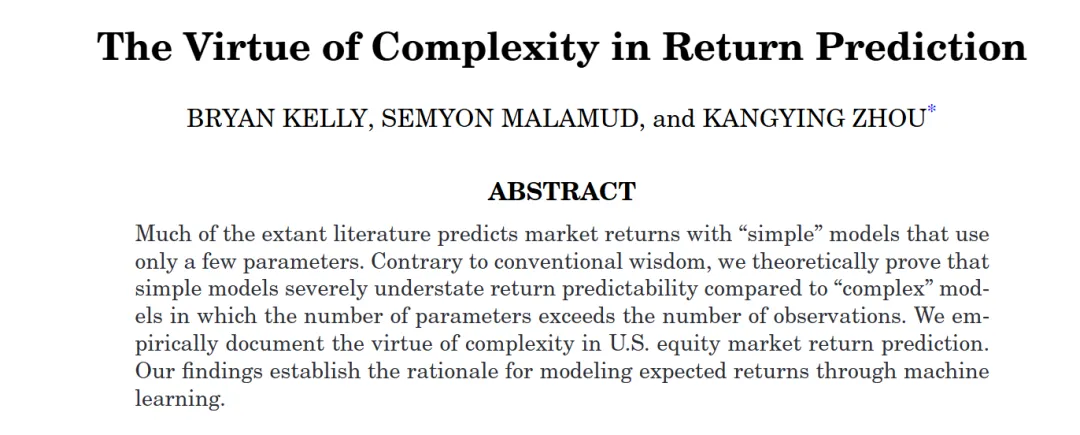 The Virtue of Complexity in Return Prediction
BRYAN KELLY, SEMYON MALAMUD, and KANGYING ZHOU*
ABSTRACT
Much of the extant literature predicts market returns with “simple” models that use
only a few parameters. Contrary to conventional wisdom, we theoretically prove that
simple models severely understate return predictability compared to “complex” mod-
els in which the number of parameters exceeds the number of observations. We em-
pirically document the virtue of complexity in U.S. equity market return prediction.
Our findings establish the rationale for modeling expected returns through machine
learning.